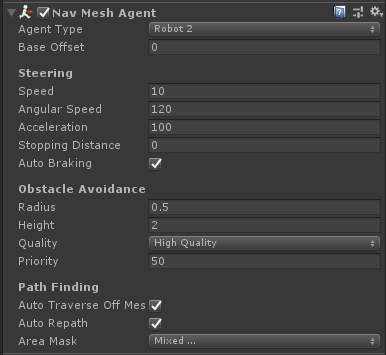 Nav Mesh Agent
Agent Type Robot 2
Base Offset 0
Steering
Speed 10
Angular Speed 120
Acceleration 100
Stopping Distance 0
Auto Braking
Obstacle Avoidance
Radius 0.5
Height 2
Quality High Quality
Priority 50
Path Finding
Auto Traverse Off Mes
Auto Repath
Area Mask Mixed ...